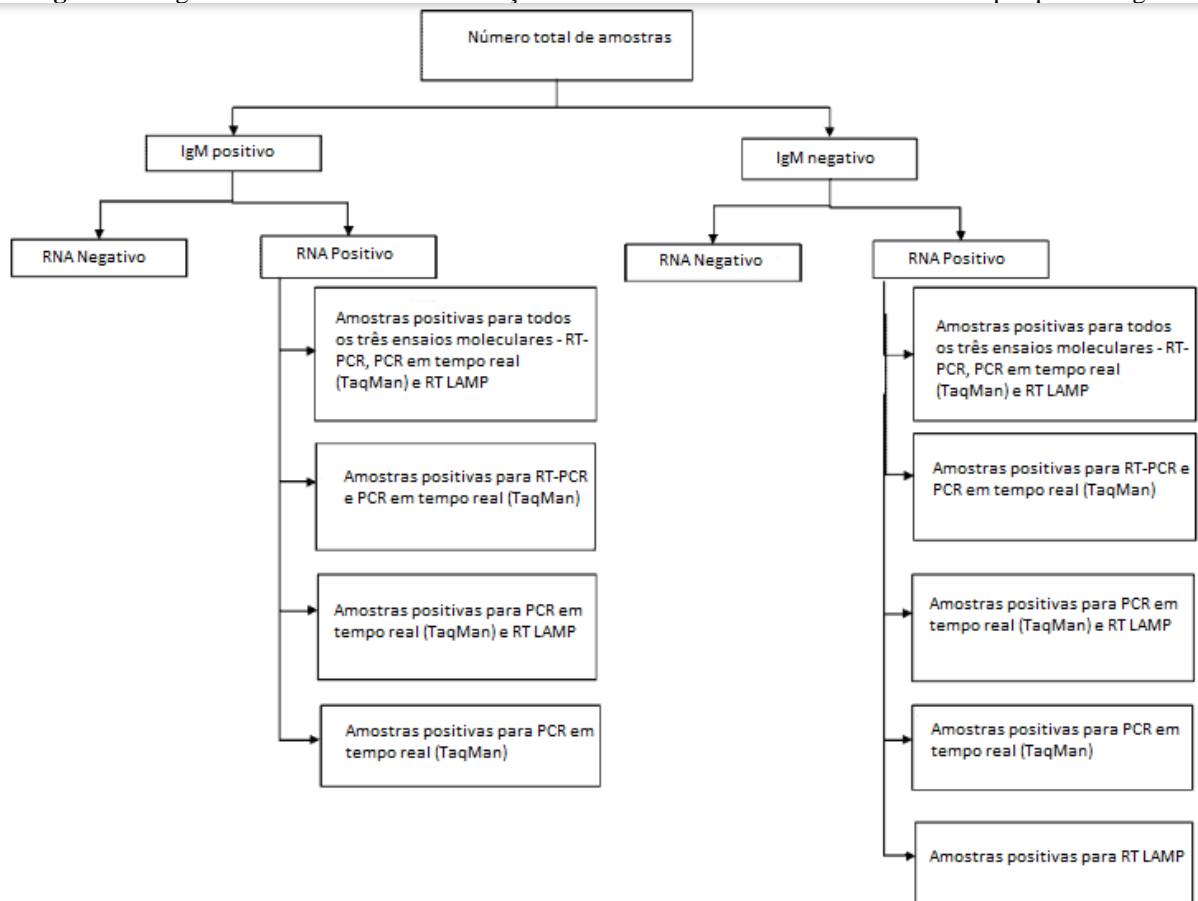 Número total de amostras
IgM positivo
IgM negativo
RNA Negativo
RNA Positivo
RNA Negativo
RNA Positivo
Amostras positivas para todos
os três ensaios moleculares - RT-
PCR, PCR em tempo real
(TaqMan) e RT LAMP
Amostras positivas para RT-PCR
e PCR em tempo real (TaqMan)
Amostras positivas para PCR em
tempo real (TaqMan) e RT LAMP
Amostras positivas para PCR em
tempo real (TaqMan)
Amostras positivas para todos
os três ensaios moleculares - RT-
PCR, PCR em tempo real
(TaqMan) e RT LAMP
Amostras positivas para RT-PCR e
PCR em tempo real (TaqMan)
Amostras positivas para PCR em
tempo real (TaqMan) e RT LAMP
Amostras positivas para PCR em
tempo real (TaqMan)
Amostras positivas para RT LAMP